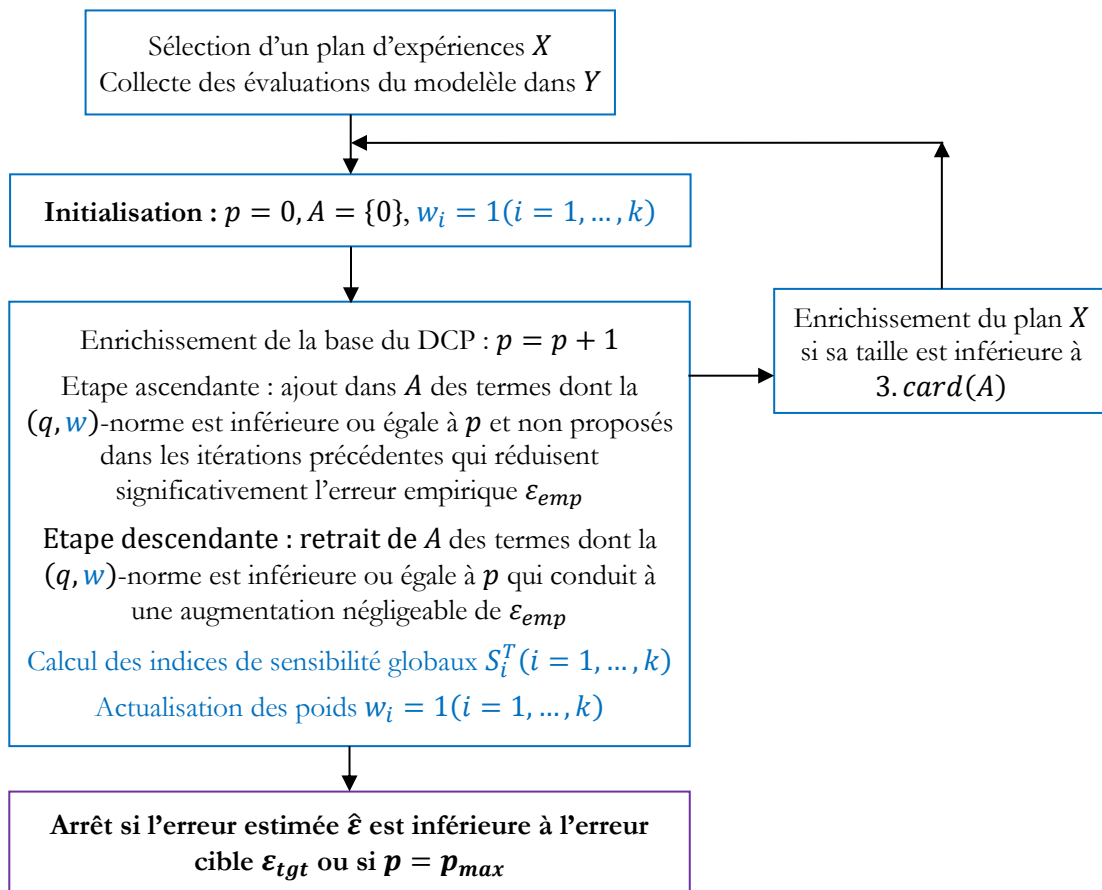 Sélection d’un plan d’expériences X
Collecte des évaluations du modelèle dans Y
Initialisation : p = 0, A = {0}, w_i = 1(i = 1, … , k)
Enrichissement de la base du DCP : p = p + 1
Etape ascendante : ajout dans A des termes dont la
(q, w)-norme est inférieure ou égale à p et non proposés
dans les itérations précédentes qui réduisent
significativement l’erreur empirique ε_emp
Etape descendante : retrait de A des termes dont la
(q, w)-norme est inférieure ou égale à p qui conduit à
une augmentation négligeable de ε_emp
Calcul des indices de sensibilité globaux S_i^T(i = 1, … , k)
Actualisation des poids w_i = 1(i = 1, … , k)
Enrichissement du plan X
si sa taille est inférieure à
3. card(A)
Arrêt si l’erreur estimée ε̂ est inférieure à l’erreur
cible ε_tgt ou si p = p_max